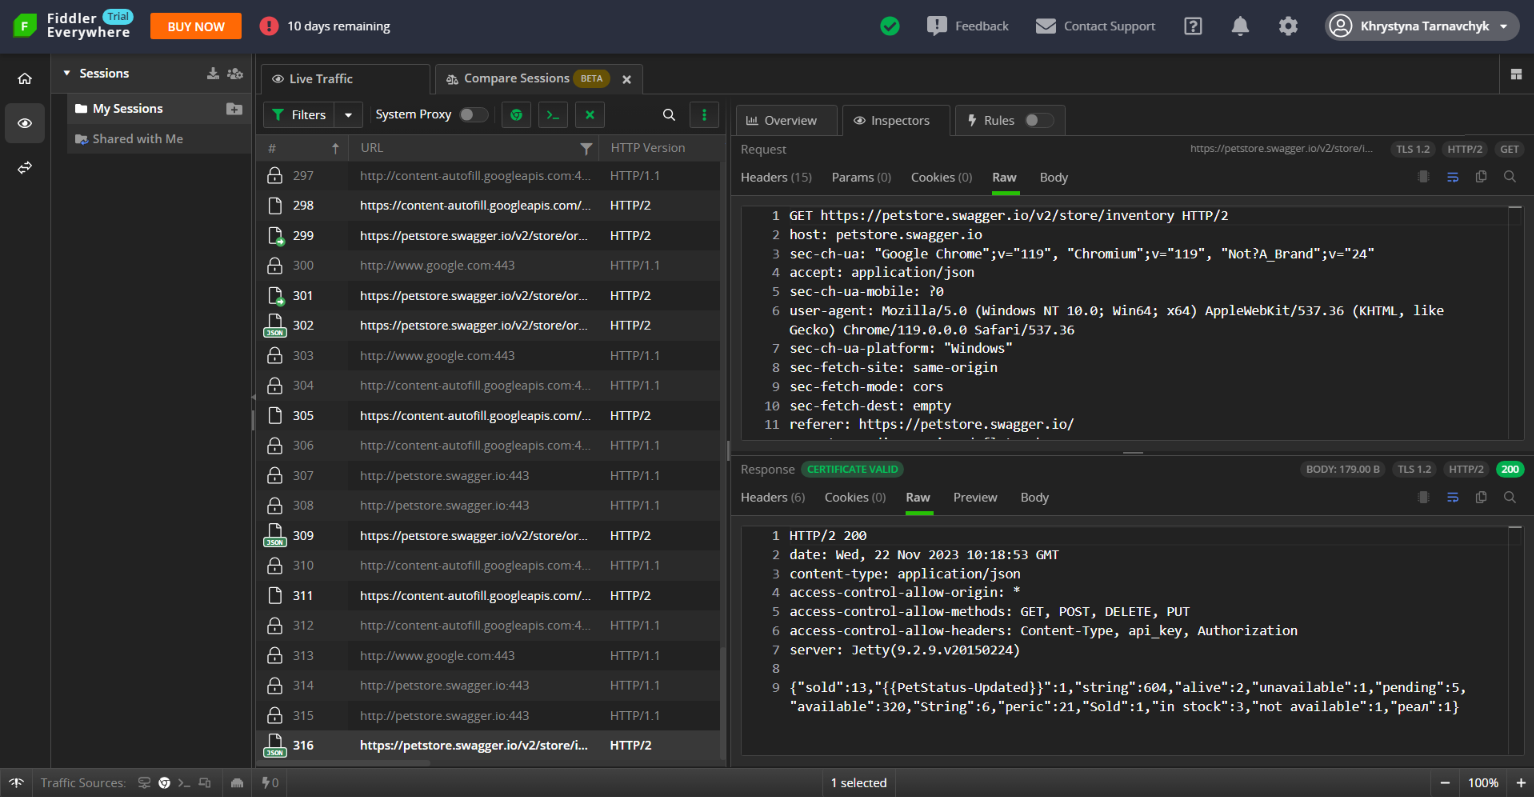 Fiddler Trial
Everywhere
BUY NOW
10 days remaining
Feedback
Contact Support
Khrystyna Tarnavchyk
Sessions
My Sessions
Shared with Me
Live Traffic
Compare Sessions BETA
Filters
System Proxy
# URL HTTP Version
297 http://content-autofill.googleapis.com:4... HTTP/1.1
298 https://content-autofill.googleapis.com/... HTTP/2
299 https://petstore.swagger.io/v2/store/or... HTTP/2
300 http://www.google.com:443 HTTP/1.1
301 https://petstore.swagger.io/v2/store/or... HTTP/2
JSON 302 https://petstore.swagger.io/v2/store/or... HTTP/2
303 http://www.google.com:443 HTTP/1.1
304 http://content-autofill.googleapis.com:4... HTTP/1.1
305 https://content-autofill.googleapis.com/... HTTP/2
306 http://content-autofill.googleapis.com:4... HTTP/1.1
307 http://petstore.swagger.io:443 HTTP/1.1
308 http://petstore.swagger.io:443 HTTP/1.1
JSON 309 https://petstore.swagger.io/v2/store/or... HTTP/2
310 http://content-autofill.googleapis.com:4... HTTP/1.1
311 https://content-autofill.googleapis.com/... HTTP/2
312 http://content-autofill.googleapis.com:4... HTTP/1.1
313 http://www.google.com:443 HTTP/1.1
314 http://petstore.swagger.io:443 HTTP/1.1
315 http://petstore.swagger.io:443 HTTP/1.1
JSON 316 https://petstore.swagger.io/v2/store/i... HTTP/2
Overview
Inspectors
Rules
Request https://petstore.swagger.io/v2/store/i... TLS 1.2 HTTP/2 GET
Headers (15) Params (0) Cookies (0) Raw Body
1 GET https://petstore.swagger.io/v2/store/inventory HTTP/2
2 host: petstore.swagger.io
3 sec-ch-ua: "Google Chrome";v="119", "Chromium";v="119", "Not?A_Brand";v="24"
4 accept: application/json
5 sec-ch-ua-mobile: ?0
6 user-agent: Mozilla/5.0 (Windows NT 10.0; Win64; x64) AppleWebKit/537.36 (KHTML, like
Gecko) Chrome/119.0.0.0 Safari/537.36
7 sec-ch-ua-platform: "Windows"
8 sec-fetch-site: same-origin
9 sec-fetch-mode: cors
10 sec-fetch-dest: empty
11 referer: https://petstore.swagger.io/
Response CERTIFICATE VALID BODY: 179.00 B TLS 1.2 HTTP/2 200
Headers (6) Cookies (0) Raw Preview Body
1 HTTP/2 200
2 date: Wed, 22 Nov 2023 10:18:53 GMT
3 content-type: application/json
4 access-control-allow-origin: *
5 access-control-allow-methods: GET, POST, DELETE, PUT
6 access-control-allow-headers: Content-Type, api_key, Authorization
7 server: Jetty(9.2.9.v20150224)
8
9 {"sold":13,"{{PetStatus-Updated}}":1,"string":604,"alive":2,"unavailable":1,"pending":5,
"available":320,"String":6,"peric":21,"Sold":1,"in stock":3,"not available":1,"реал":1}
Traffic Sources: 0
1 selected
100%